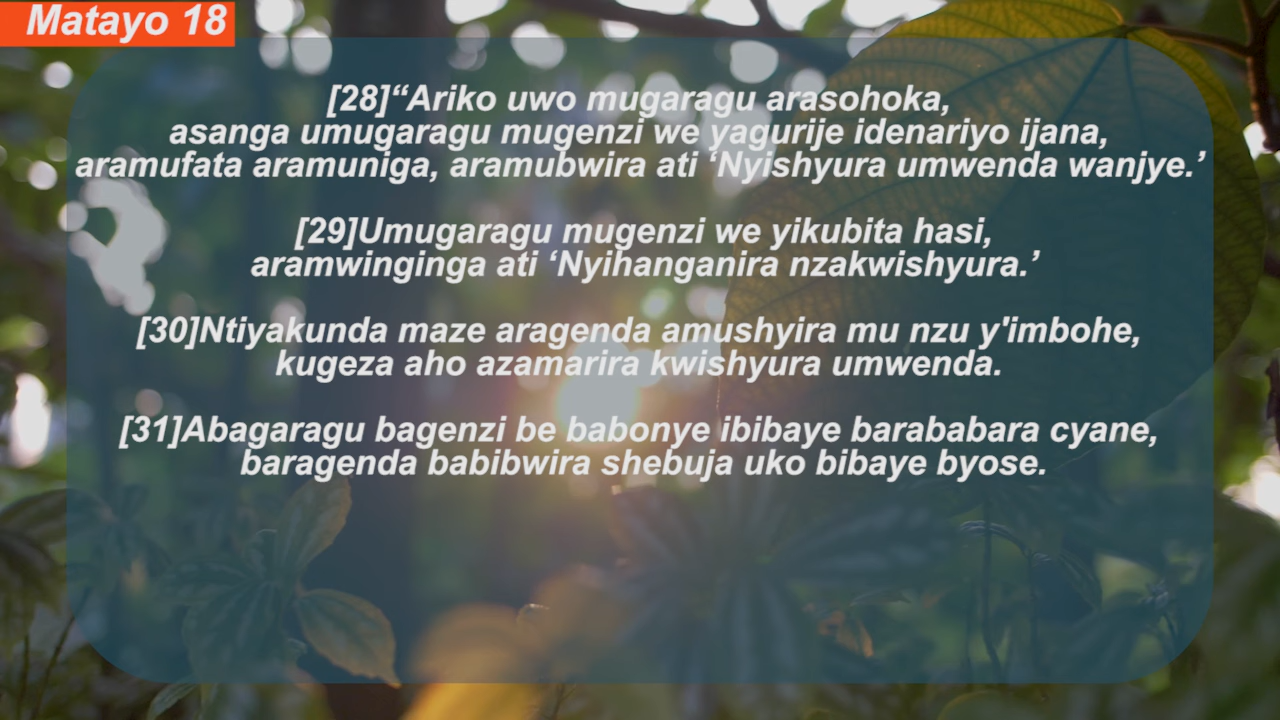 Matayo 18
[28]“Ariko uwo mugaragu arasohoka,
asanga umugaragu mugenzi we yagurije idenariyo ijana,
aramufata aramuniga, aramubwira ati ‘Nyishyura umwenda wanjye.’
[29]Umugaragu mugenzi we yikubita hasi,
aramwinginga ati ‘Nyihanganira nzakwishyura.’
[30]Ntiyakunda maze aragenda amushyira mu nzu y'imbohe,
kugeza aho azamarira kwishyura umwenda.
[31]Abagaragu bagenzi be babonye ibibaye barababara cyane,
baragenda babibwira shebuja uko bibaye byose.